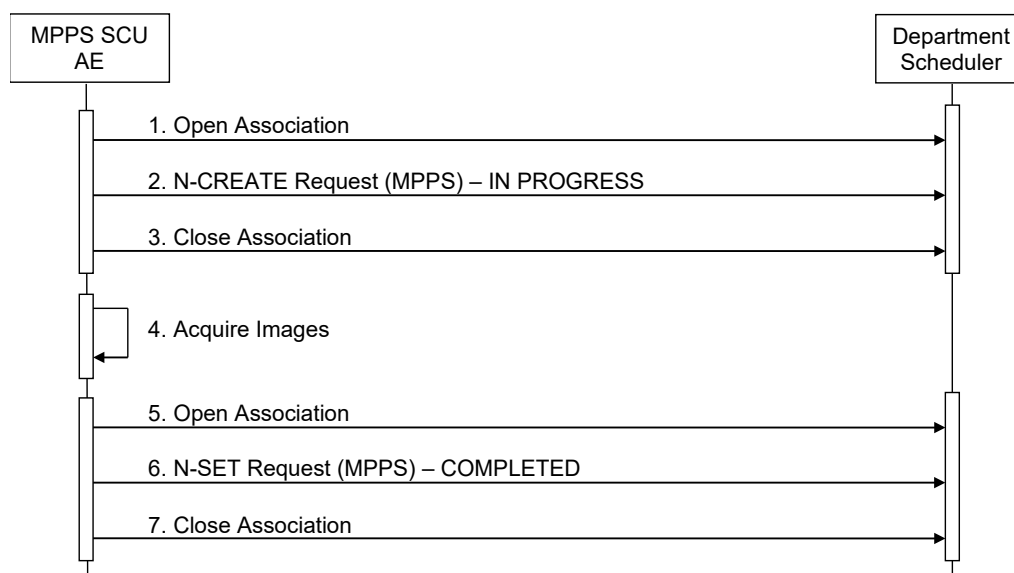 MPPS SCU
AE
Department
Scheduler
1. Open Association
2. N-CREATE Request (MPPS) – IN PROGRESS
3. Close Association
4. Acquire Images
5. Open Association
6. N-SET Request (MPPS) – COMPLETED
7. Close Association